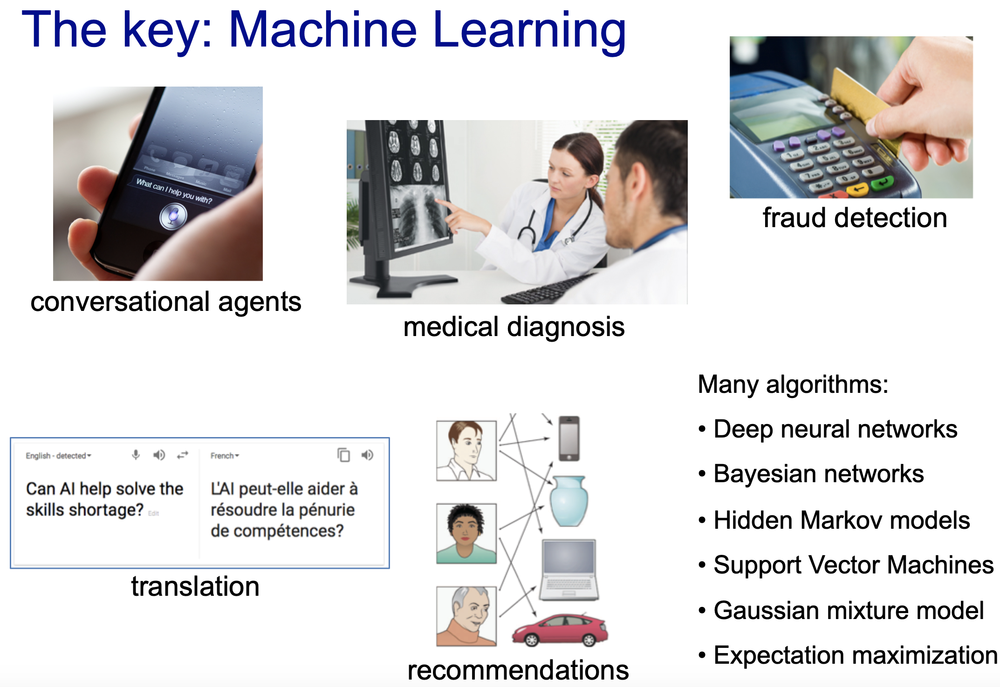 The key: Machine Learning
Phone
Messages
Music
Mail
What can I help you with?
conversational agents
medical diagnosis
fraud detection
English - detected
Can AI help solve the
skills shortage? Edit
French
L'AI peut-elle aider à
résoudre la pénurie
de compétences?
translation
recommendations
Many algorithms:
• Deep neural networks
• Bayesian networks
• Hidden Markov models
• Support Vector Machines
• Gaussian mixture model
• Expectation maximization